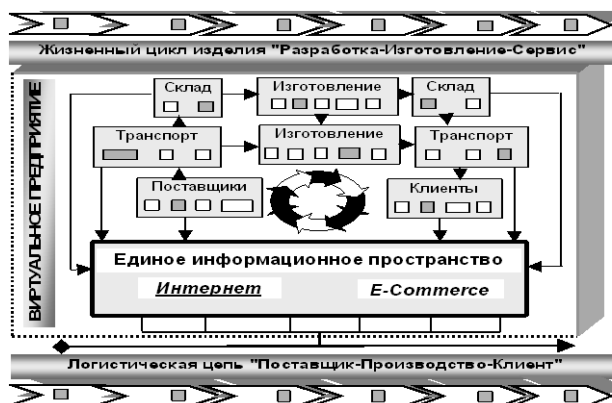 Жизненный цикл изделия "Разработка-Изготовление-Сервис"
ВИРТУАЛЬНОЕ ПРЕДПРИЯТИЕ
Склад
Изготовление
Склад
Транспорт
Изготовление
Транспорт
Поставщики
Клиенты
Единое информационное пространство
Интернет
E-Commerce
Логистическая цепь "Поставщик-Производство-Клиент"